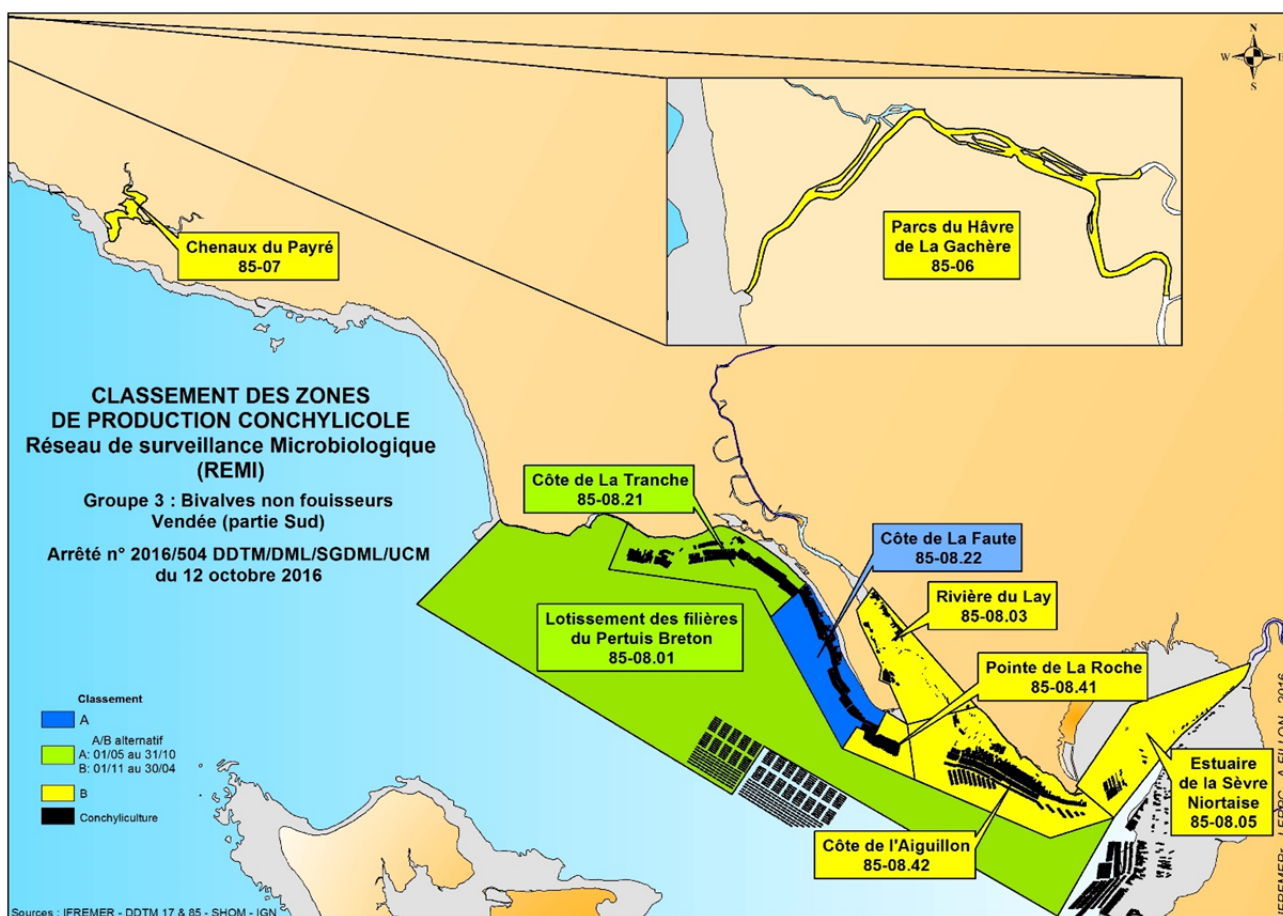 N
W E
S
Parcs du Hâvre
de La Gachère
85-06
Chenaux du Payré
85-07
CLASSEMENT DES ZONES
DE PRODUCTION CONCHYLICOLE
Réseau de surveillance Microbiologique
(REMI)
Groupe 3 : Bivalves non fouisseurs
Vendée (partie Sud)
Arrêté n° 2016/504 DDTM/DML/SGDML/UCM
du 12 octobre 2016
Côte de La Tranche
85-08.21
Côte de La Faute
85-08.22
Rivière du Lay
85-08.03
Lotissement des filières
du Pertuis Breton
85-08.01
Pointe de La Roche
85-08.41
Estuaire
de la Sèvre
Niortaise
85-08.05
Côte de l'Aiguillon
85-08.42
Classement
A
A/B alternatif
A: 01/05 au 31/10
B: 01/11 au 30/04
B
Conchyliculture
Sources : IFREMER - DDTM 17 & 85 - SHOM - IGN